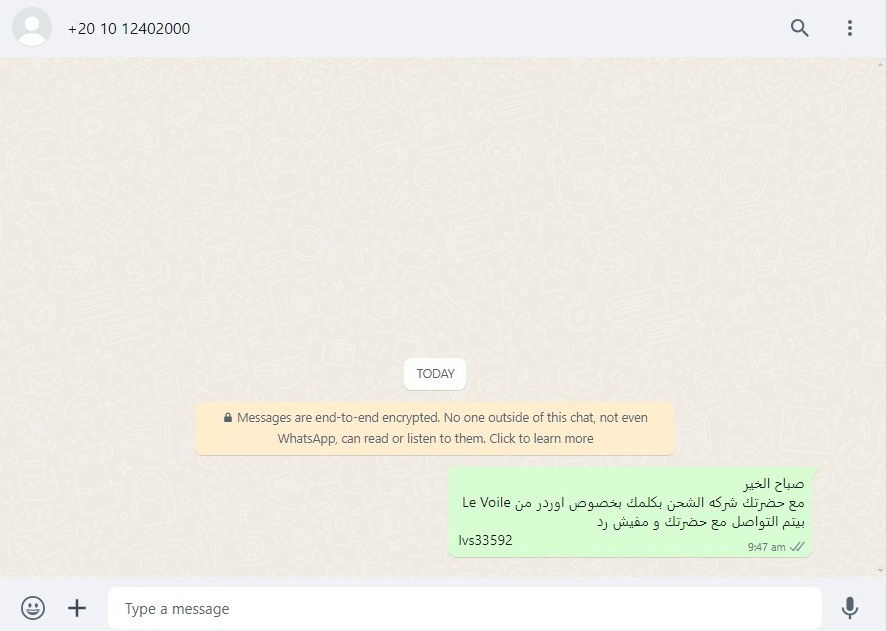 +20 10 12402000
TODAY
Messages are end-to-end encrypted. No one outside of this chat, not even
WhatsApp, can read or listen to them. Click to learn more
صباح الخير
مع حضرتك شركه الشحن بكلمك بخصوص اوردر من Le Voile
بيتم التواصل مع حضرتك و مفيش رد
lvs33592
9:47 am
Type a message